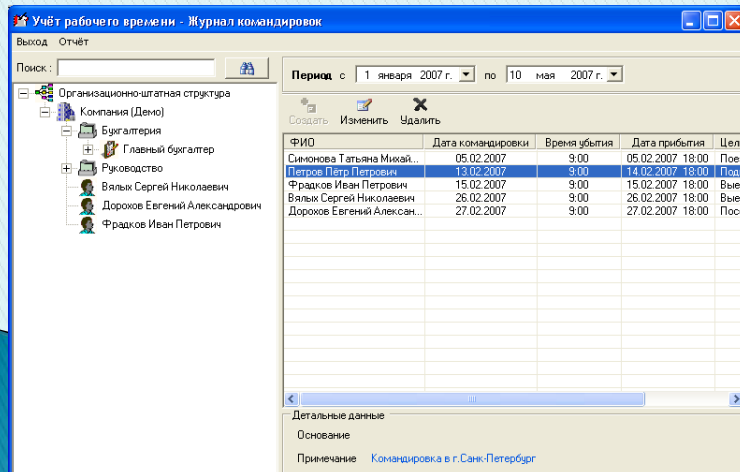 Учёт рабочего времени - Журнал командировок
Выход Отчёт
Поиск :
Период с 1 января 2007 г. по 10 мая 2007 г.
Создать Изменить Удалить
Организационно-штатная структура
Компания (Демо)
Бухгалтерия
Главный бухгалтер
Руководство
Вялых Сергей Николаевич
Дорохов Евгений Александрович
Фрадков Иван Петрович
ФИО Дата командировки Время убытия Дата прибытия Цел
Симонова Татьяна Михай... 05.02.2007 9:00 05.02.2007 18:00 Пое
Петров Пётр Петрович 13.02.2007 9:00 14.02.2007 18:00 Под
Фрадков Иван Петрович 15.02.2007 9:00 15.02.2007 18:00 Вые
Вялых Сергей Николаевич 26.02.2007 9:00 26.02.2007 18:00 Вые
Дорохов Евгений Алексан... 27.02.2007 9:00 27.02.2007 18:00 Пос
Детальные данные
Основание
Примечание Командировка в г.Санк-Петербург